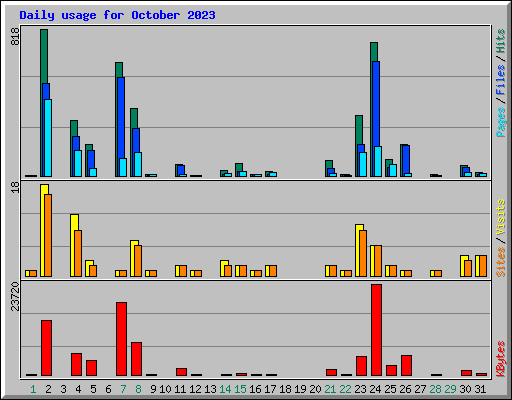 Daily usage for October 2023
818
Pages / Files / Hits
18
Sites / Visits
23720
KBytes
1 2 3 4 5 6 7 8 9 10 11 12 13 14 15 16 17 18 19 20 21 22 23 24 25 26 27 28 29 30 31